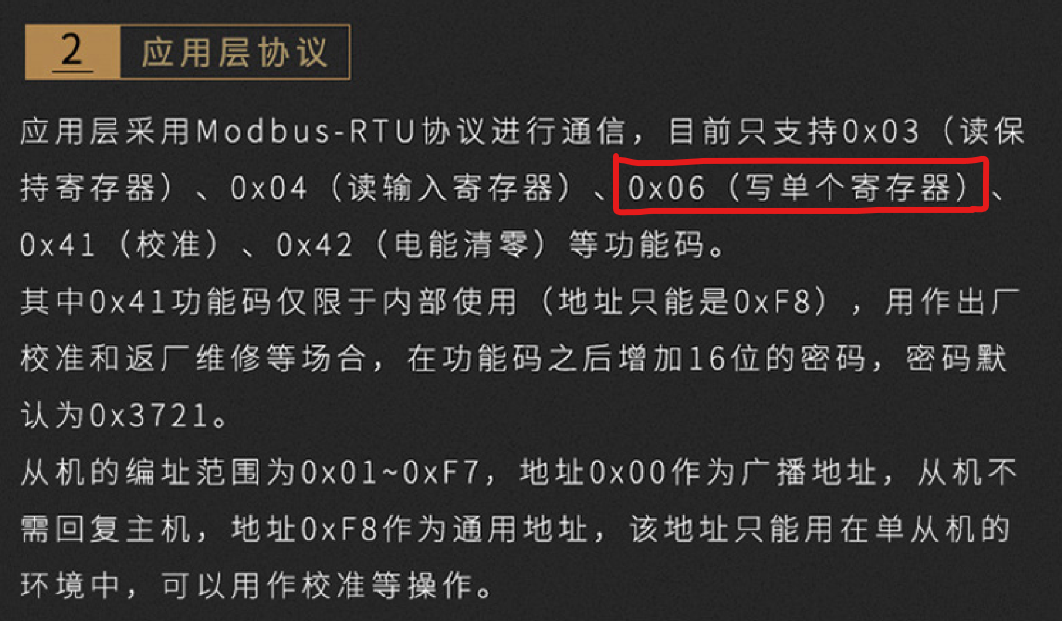 2 应用层协议
应用层采用Modbus-RTU协议进行通信，目前只支持0x03（读保
持寄存器）、0x04（读输入寄存器）、0x06（写单个寄存器）、
0x41（校准）、0x42（电能清零）等功能码。
其中0x41功能码仅限于内部使用（地址只能是0xF8），用作出厂
校准和返厂维修等场合，在功能码之后增加16位的密码，密码默
认为0x3721。
从机的编址范围为0x01~0xF7，地址0x00作为广播地址，从机不
需回复主机，地址0xF8作为通用地址，该地址只能用在单从机的
环境中，可以用作校准等操作。